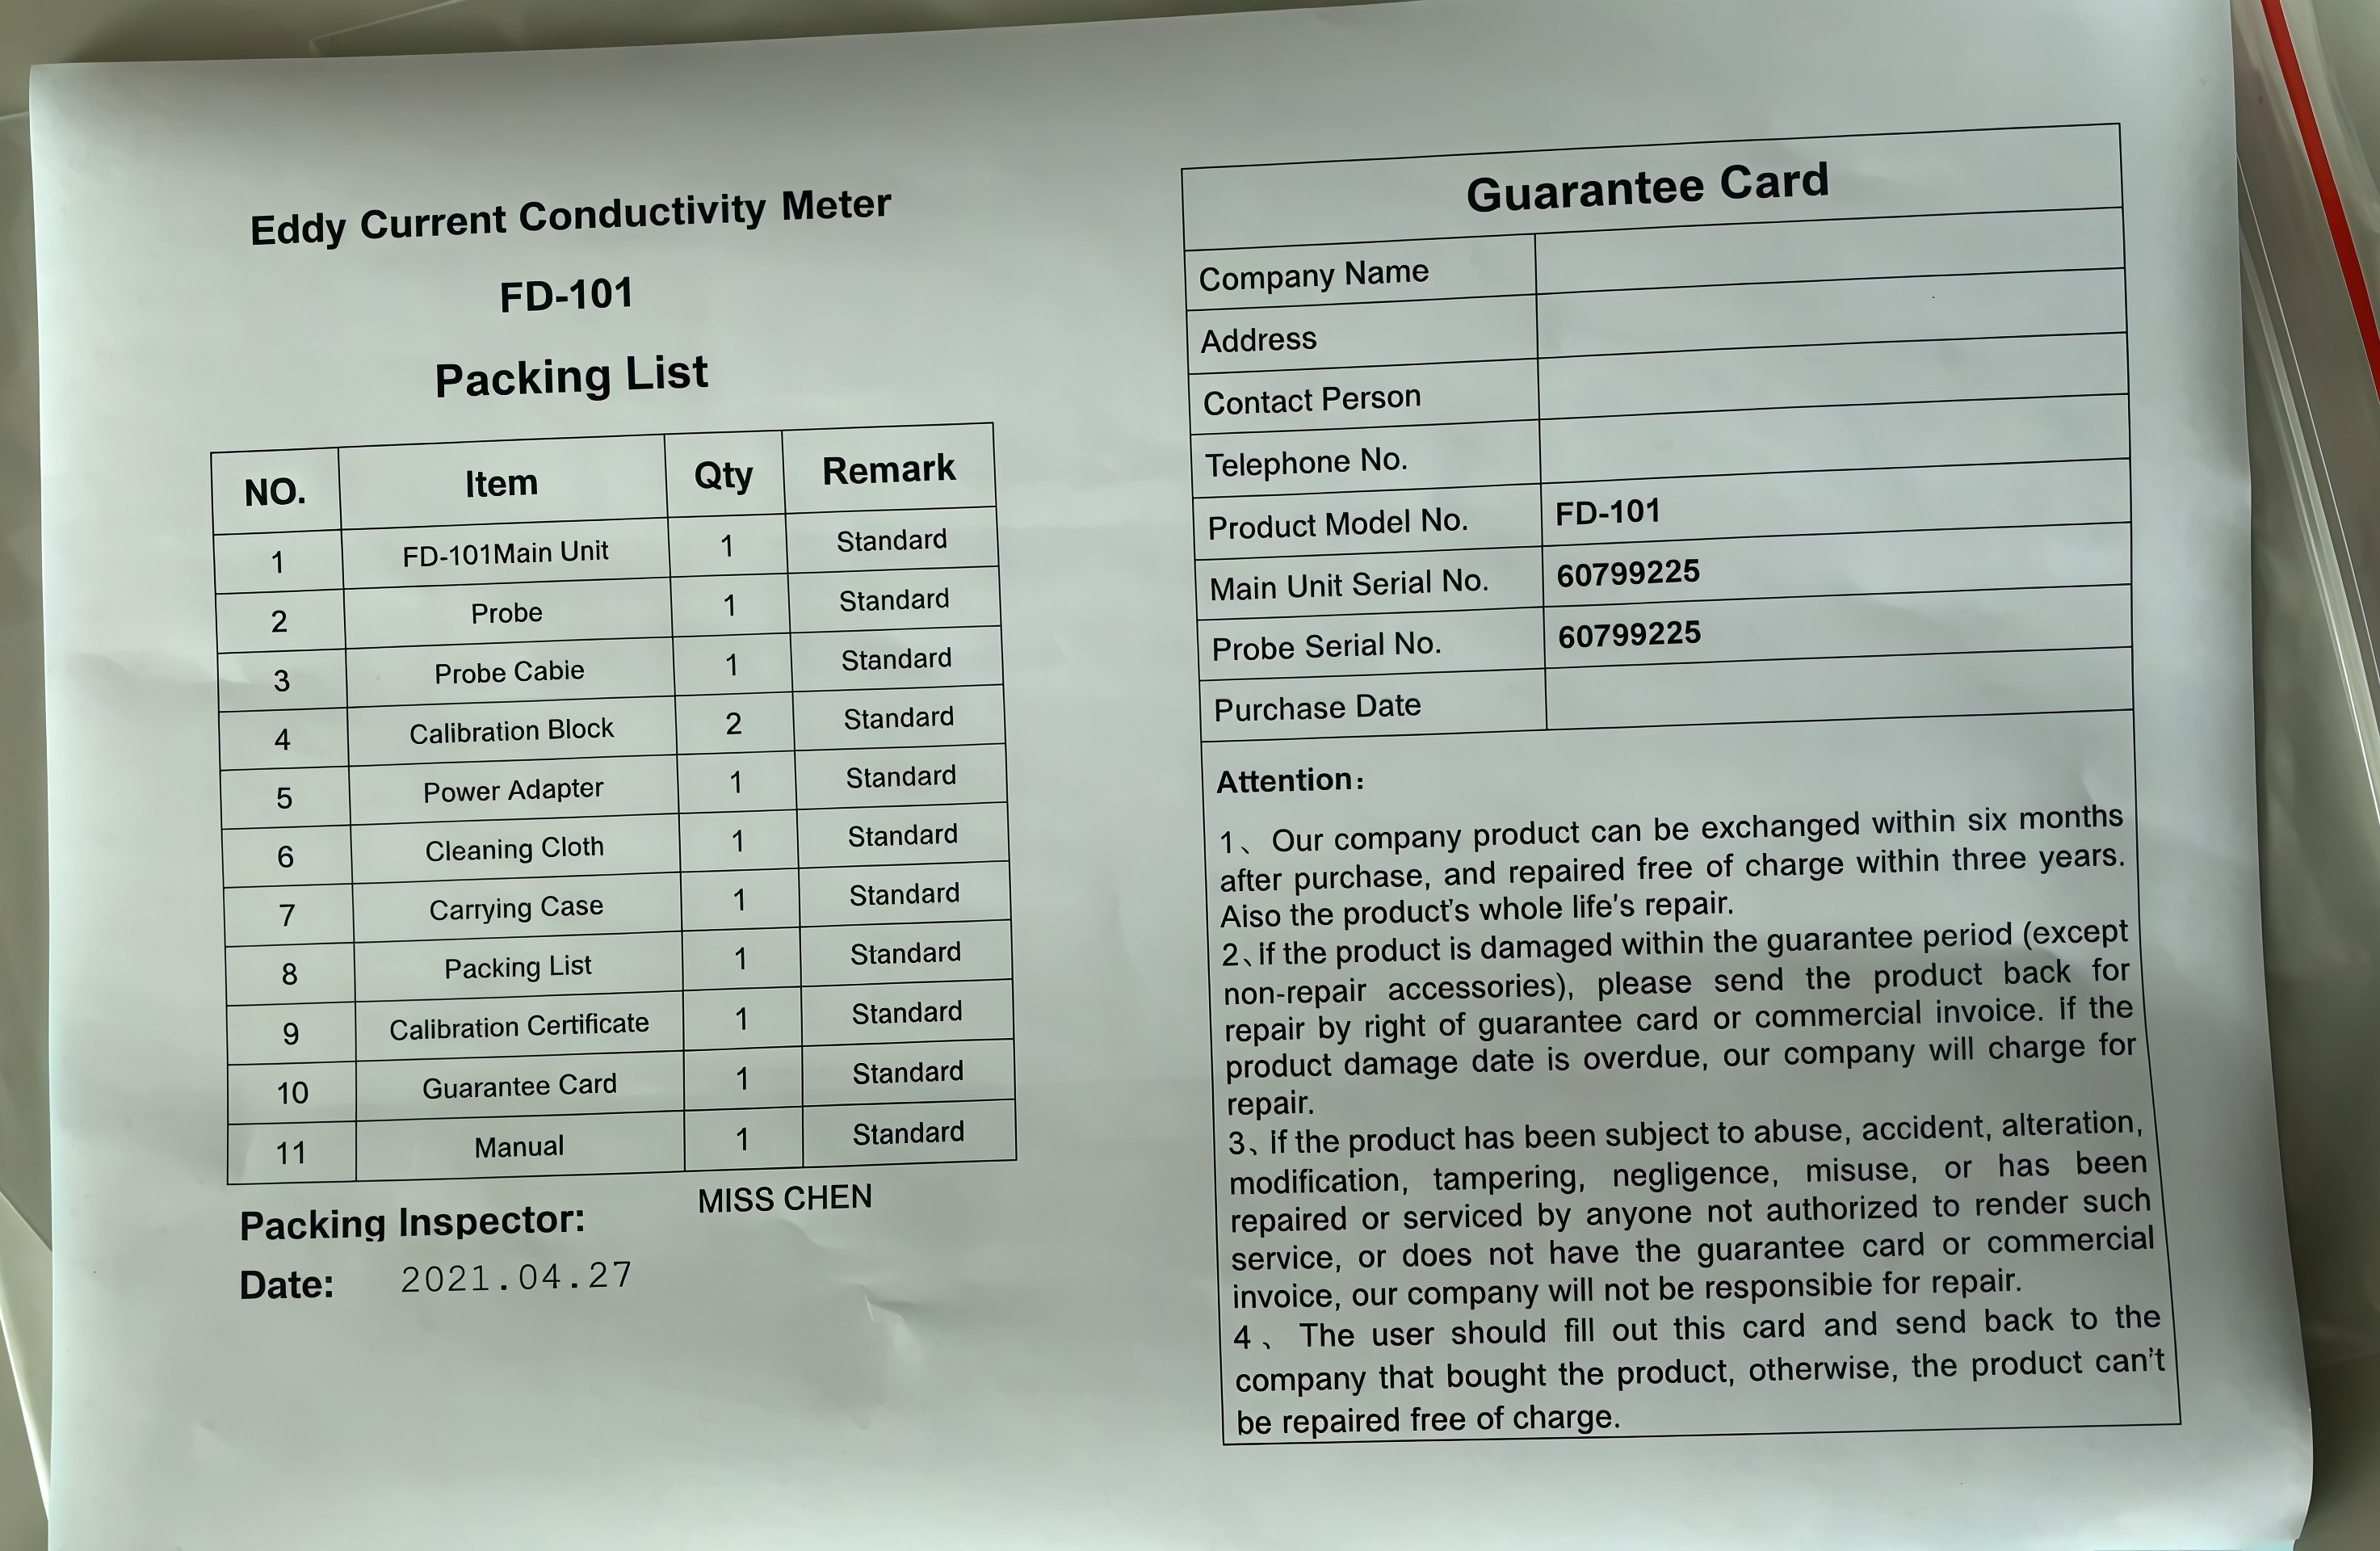 Eddy Current Conductivity Meter
FD-101
Packing List
NO. Item Qty Remark
1 FD-101Main Unit 1 Standard
2 Probe 1 Standard
3 Probe Cabie 1 Standard
4 Calibration Block 2 Standard
5 Power Adapter 1 Standard
6 Cleaning Cloth 1 Standard
7 Carrying Case 1 Standard
8 Packing List 1 Standard
9 Calibration Certificate 1 Standard
10 Guarantee Card 1 Standard
11 Manual 1 Standard
Packing Inspector: MISS CHEN
Date: 2021.04.27
Guarantee Card
Company Name
Address
Contact Person
Telephone No.
Product Model No. FD-101
Main Unit Serial No. 60799225
Probe Serial No. 60799225
Purchase Date
Attention：
1、 Our company product can be exchanged within six months
after purchase, and repaired free of charge within three years.
Aiso the product's whole life's repair.
2、if the product is damaged within the guarantee period (except
non-repair accessories), please send the product back for
repair by right of guarantee card or commercial invoice. if the
product damage date is overdue, our company will charge for
repair.
3、if the product has been subject to abuse, accident, alteration,
modification, tampering, negligence, misuse, or has been
repaired or serviced by anyone not authorized to render such
service, or does not have the guarantee card or commercial
invoice, our company will not be responsible for repair.
4、 The user should fill out this card and send back to the
company that bought the product, otherwise, the product can't
be repaired free of charge.